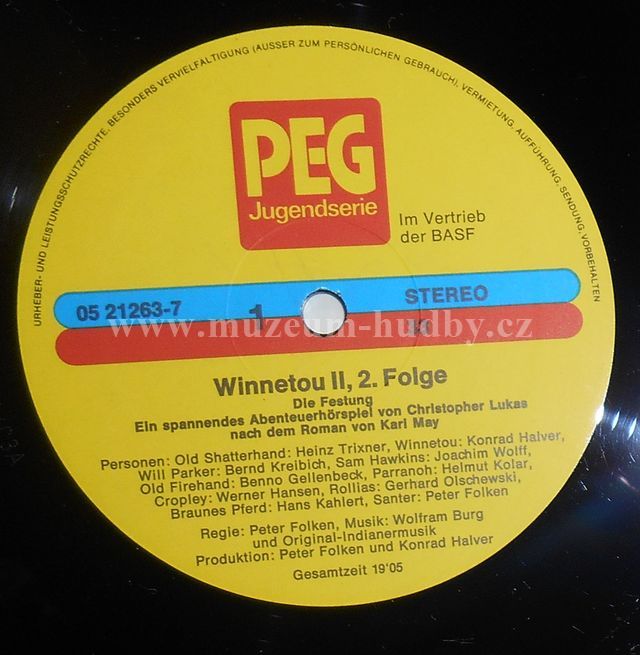 URHEBER- UND LEISTUNGSSCHUTZRECHTE, BESONDERS VERVIELFÄLTIGUNG (AUSSER ZUM PERSÖNLICHEN GEBRAUCH), VERMIETUNG, AUFFÜHRUNG, SENDUNG, VORBEHALTEN
PEG
Jugendserie
Im Vertrieb
der BASF
05 21263-7
1
STEREO
www.muzeum-hudby.cz
Winnetou II, 2. Folge
Die Festung
Ein spannendes Abenteuerhörspiel von Christopher Lukas
nach dem Roman von Karl May
Personen: Old Shatterhand: Heinz Trixner, Winnetou: Konrad Halver,
Will Parker: Bernd Kreibich, Sam Hawkins: Joachim Wolff,
Old Firehand: Benno Gellenbeck, Parranoh: Helmut Kolar,
Cropley: Werner Hansen, Rollias: Gerhard Olschewski,
Braunes Pferd: Hans Kahlert, Santer: Peter Folken
Regie: Peter Folken, Musik: Wolfram Burg
und Original-Indianermusik
Produktion: Peter Folken und Konrad Halver
Gesamtzeit 19'05